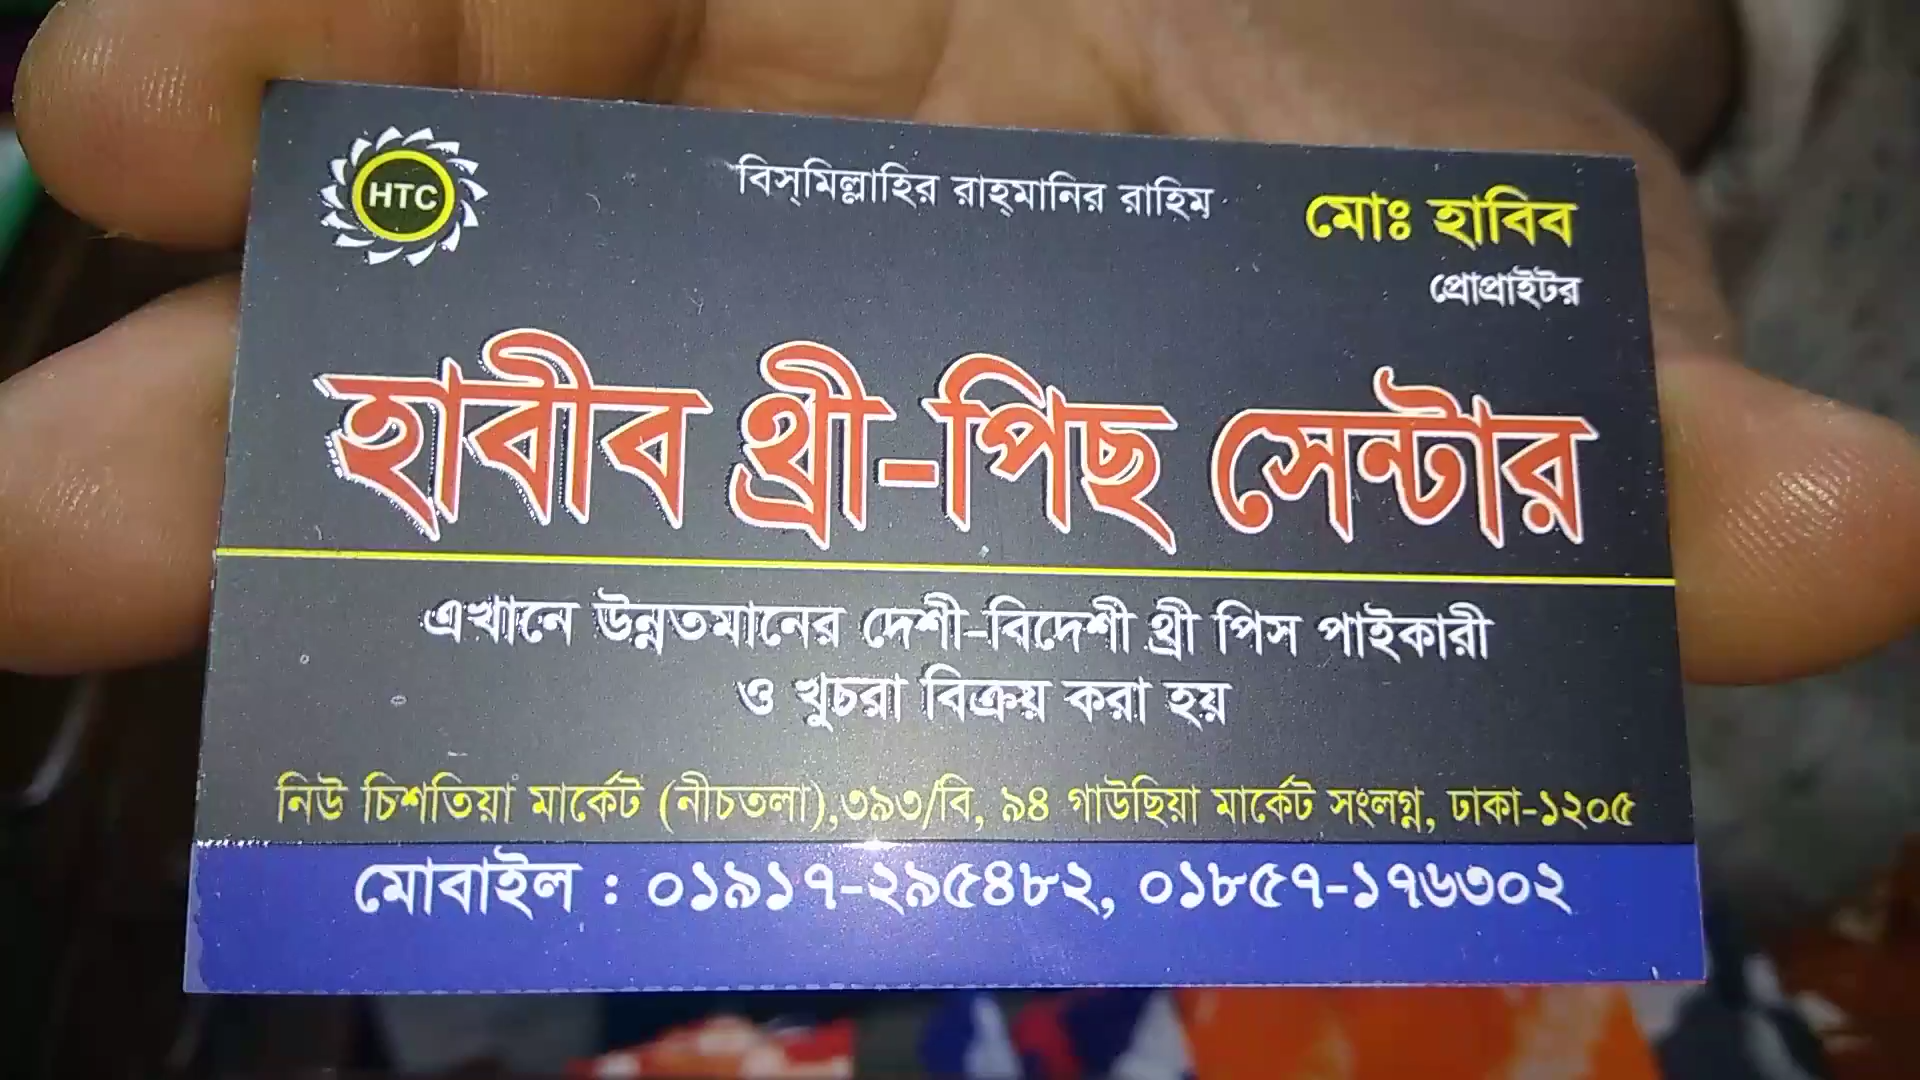 HTC
বিস্‌মিল্লাহির রাহ্‌মানির রাহিম
মোঃ হাবিব
প্রোপ্রাইটর
হাবীব থ্রী-পিছ সেন্টার
এখানে উন্নতমানের দেশী-বিদেশী থ্রী পিস পাইকারী
ও খুচরা বিক্রয় করা হয়
নিউ চিশতিয়া মার্কেট (নীচতলা),৩৯৩/বি, ৯৪ গাউছিয়া মার্কেট সংলগ্ন, ঢাকা-১২০৫
মোবাইল : ০১৯১৭-২৯৫৪৮২, ০১৮৫৭-১৭৬৩০২